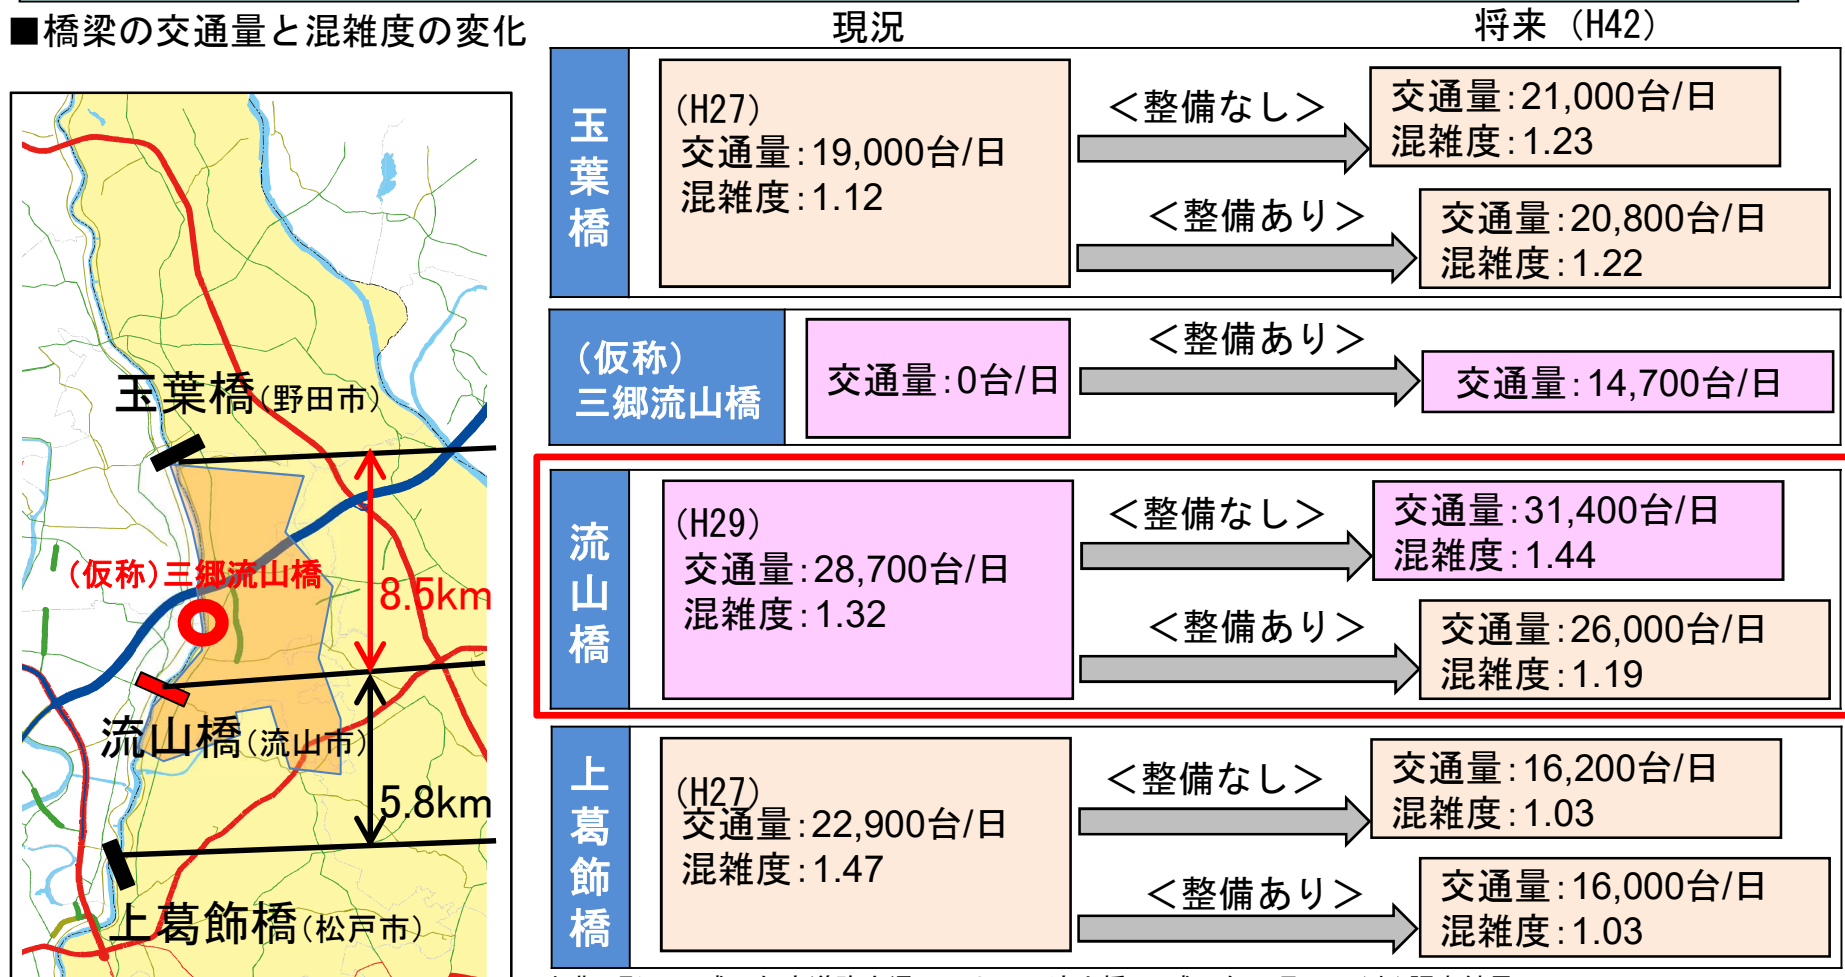 ■橋梁の交通量と混雑度の変化
現況
将来（H42）
玉葉橋
(H27)
交通量：19,000台/日
混雑度：1.12
＜整備なし＞
交通量：21,000台/日
混雑度：1.23
＜整備あり＞
交通量：20,800台/日
混雑度：1.22
（仮称）
三郷流山橋
交通量：0台/日
＜整備あり＞
交通量：14,700台/日
流山橋
(H29)
交通量：28,700台/日
混雑度：1.32
＜整備なし＞
交通量：31,400台/日
混雑度：1.44
＜整備あり＞
交通量：26,000台/日
混雑度：1.19
上葛飾橋
(H27)
交通量：22,900台/日
混雑度：1.47
＜整備なし＞
交通量：16,200台/日
混雑度：1.03
＜整備あり＞
交通量：16,000台/日
混雑度：1.03
玉葉橋（野田市）
（仮称）三郷流山橋
8.5km
流山橋（流山市）
5.8km
上葛飾橋（松戸市）